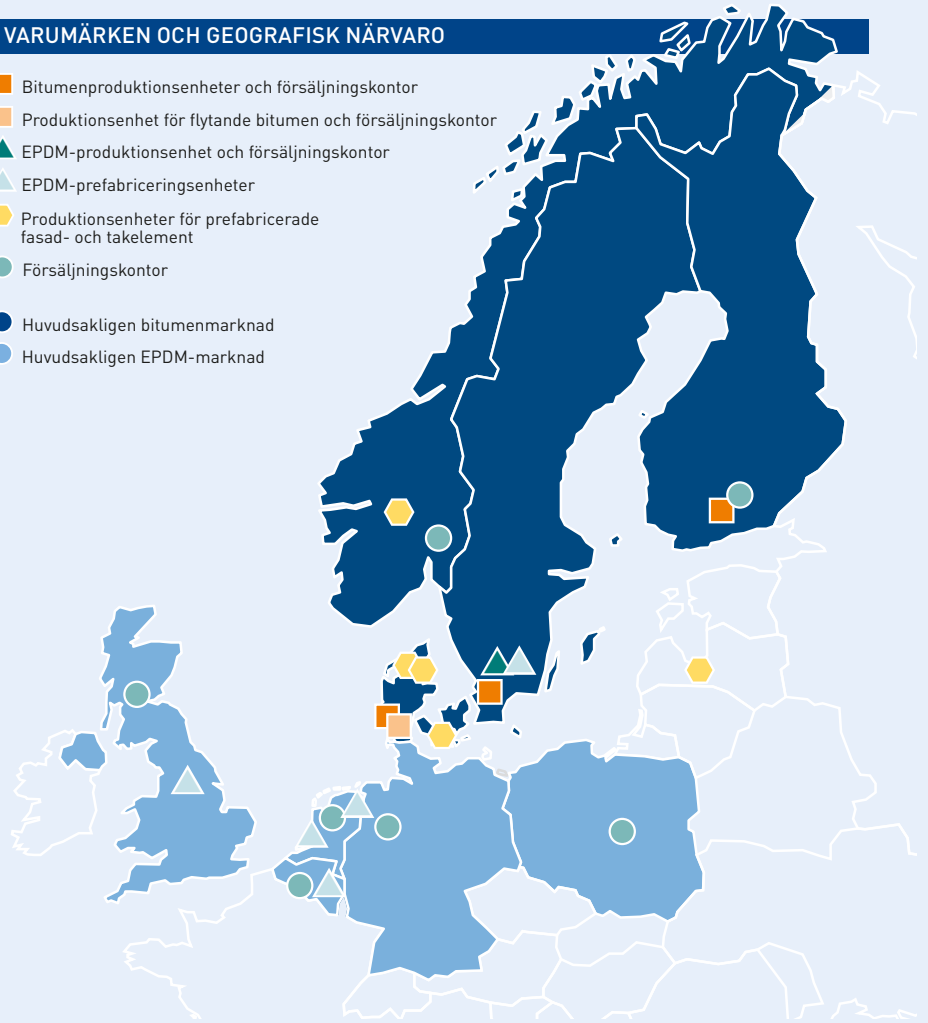 VARUMÄRKEN OCH GEOGRAFISK NÄRVARO
Bitumenproduktionsenheter och försäljningskontor
Produktionsenhet för flytande bitumen och försäljningskontor
EPDM-produktionsenhet och försäljningskontor
EPDM-prefabriceringsenheter
Produktionsenheter för prefabricerade
fasad- och takelement
Försäljningskontor
Huvudsakligen bitumenmarknad
Huvudsakligen EPDM-marknad